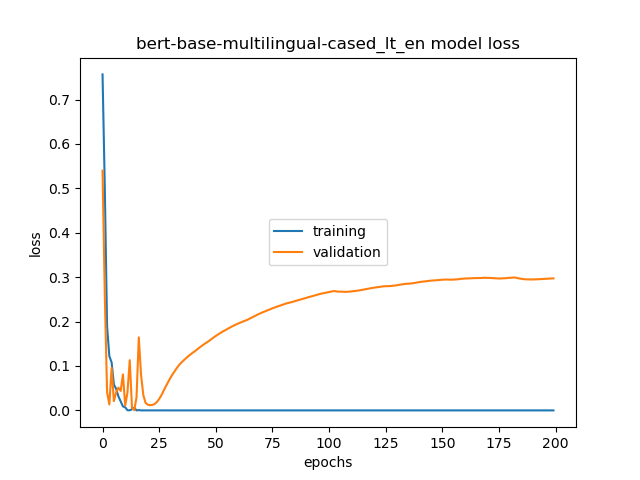 bert-base-multilingual-cased_lt_en model loss
0.7
0.6
0.5
0.4
0.3
0.2
0.1
0.0
loss
training
validation
0 25 50 75 100 125 150 175 200
epochs